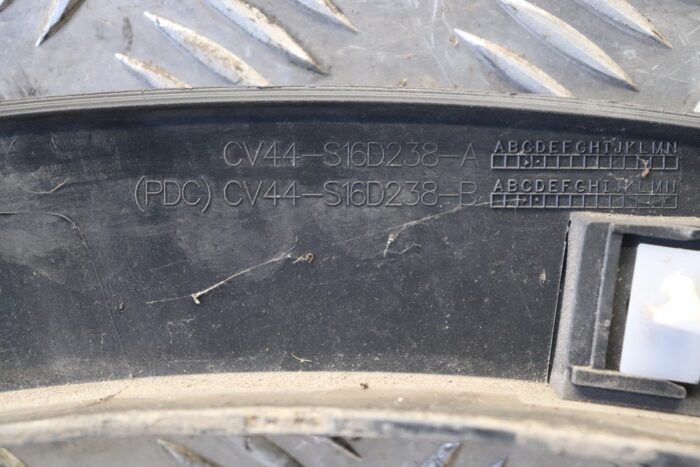 CV44-S16D238-A ABCDEFGHIJKLMN
(PDC) CV44-S16D238-B ABCDEFGHIJKLMN